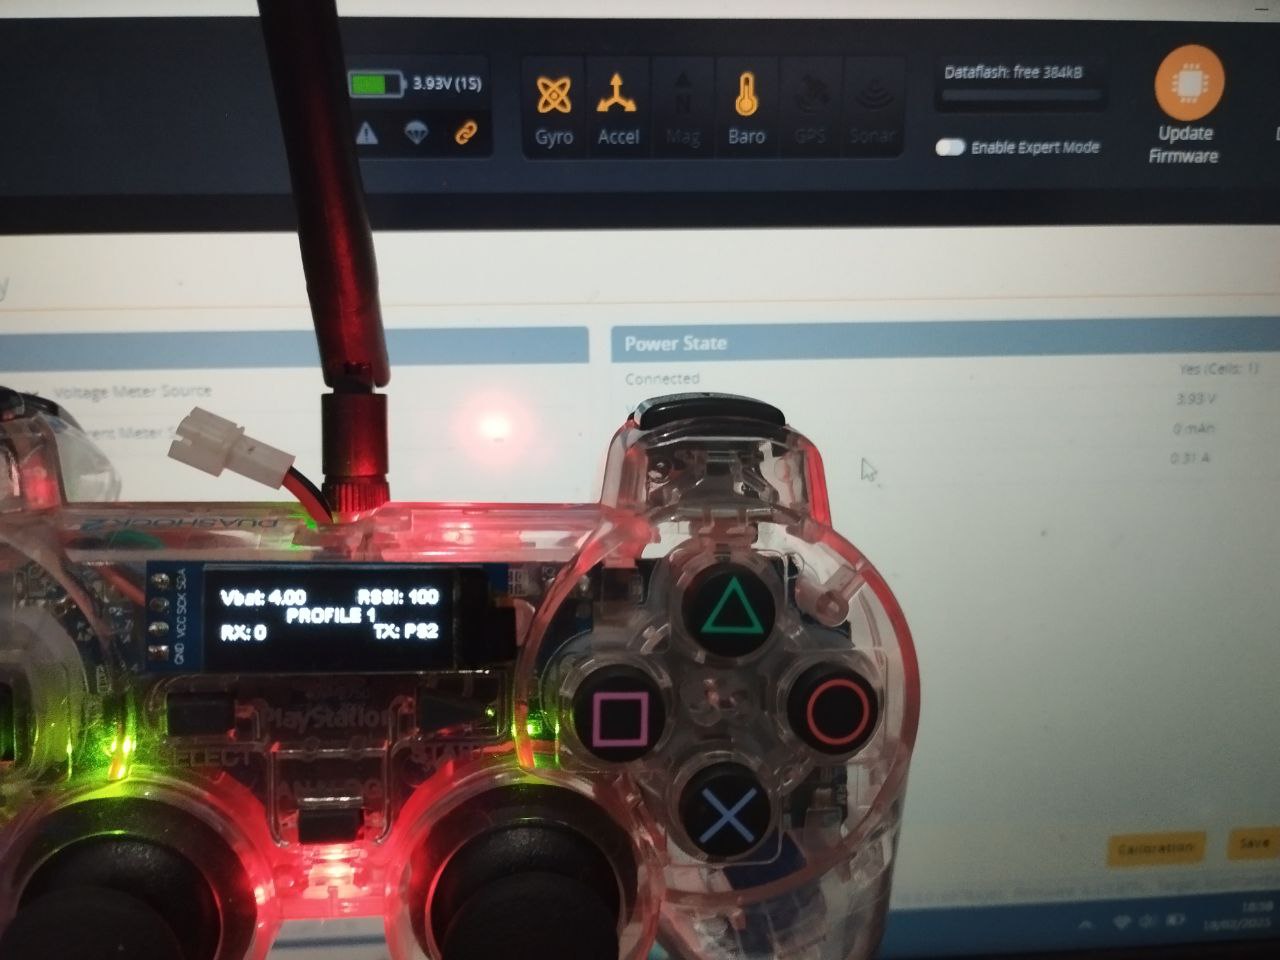 3.93V (1S)
Gyro
Accel
Mag
Baro
GPS
Sonar
Dataflash: free 384kB
Enable Expert Mode
Update
Firmware
y
Power State
Voltage Meter Source
Connected
Yes (Cells: 1)
3.93 V
0 mAh
0.31 A
DUASHOCK2
GND VCC SCK SDA
Vbat: 4.00 RSSI: 100
PROFILE 1
RX: 0 TX: PS2
PlayStation
SELECT
START
ANALOG
Calibration
Save